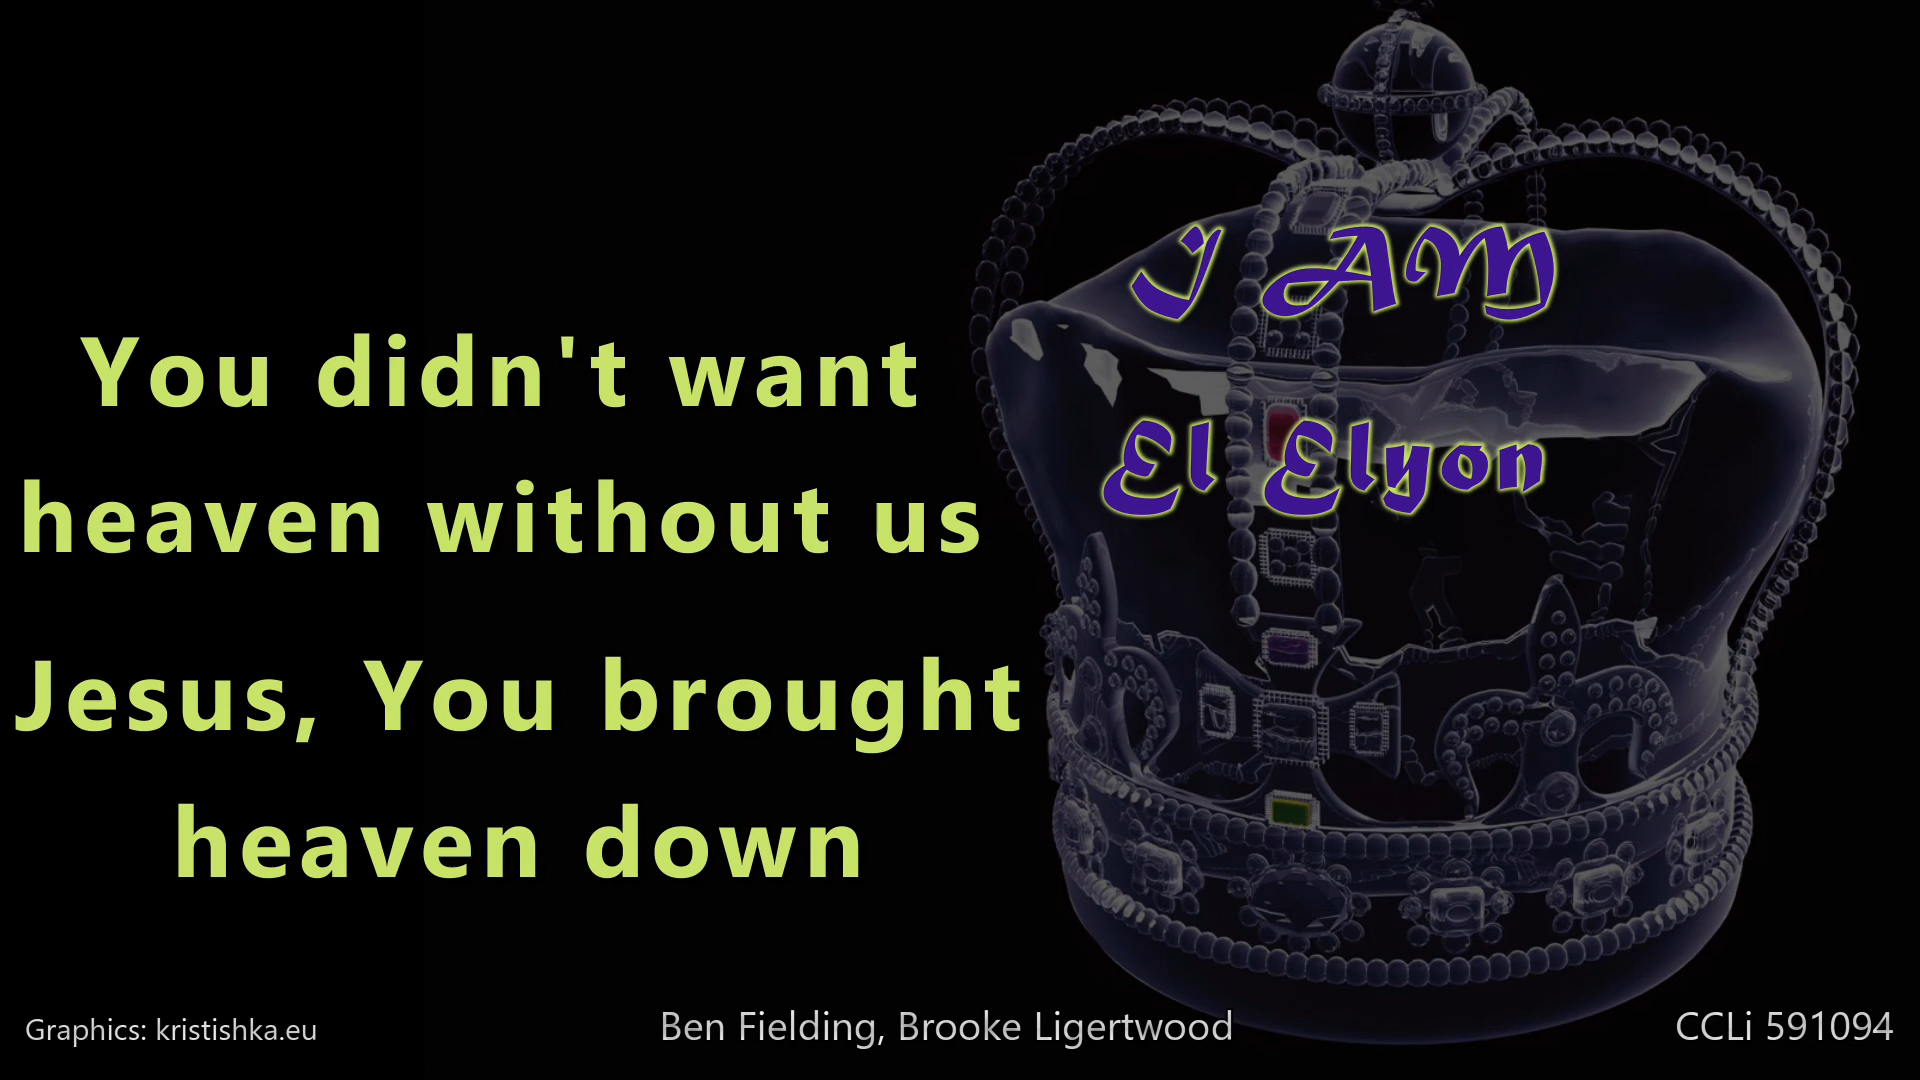 You didn't want
heaven without us
Jesus, You brought
heaven down
I AM
El Elyon
Graphics: kristishka.eu
Ben Fielding, Brooke Ligertwood
CCLi 591094